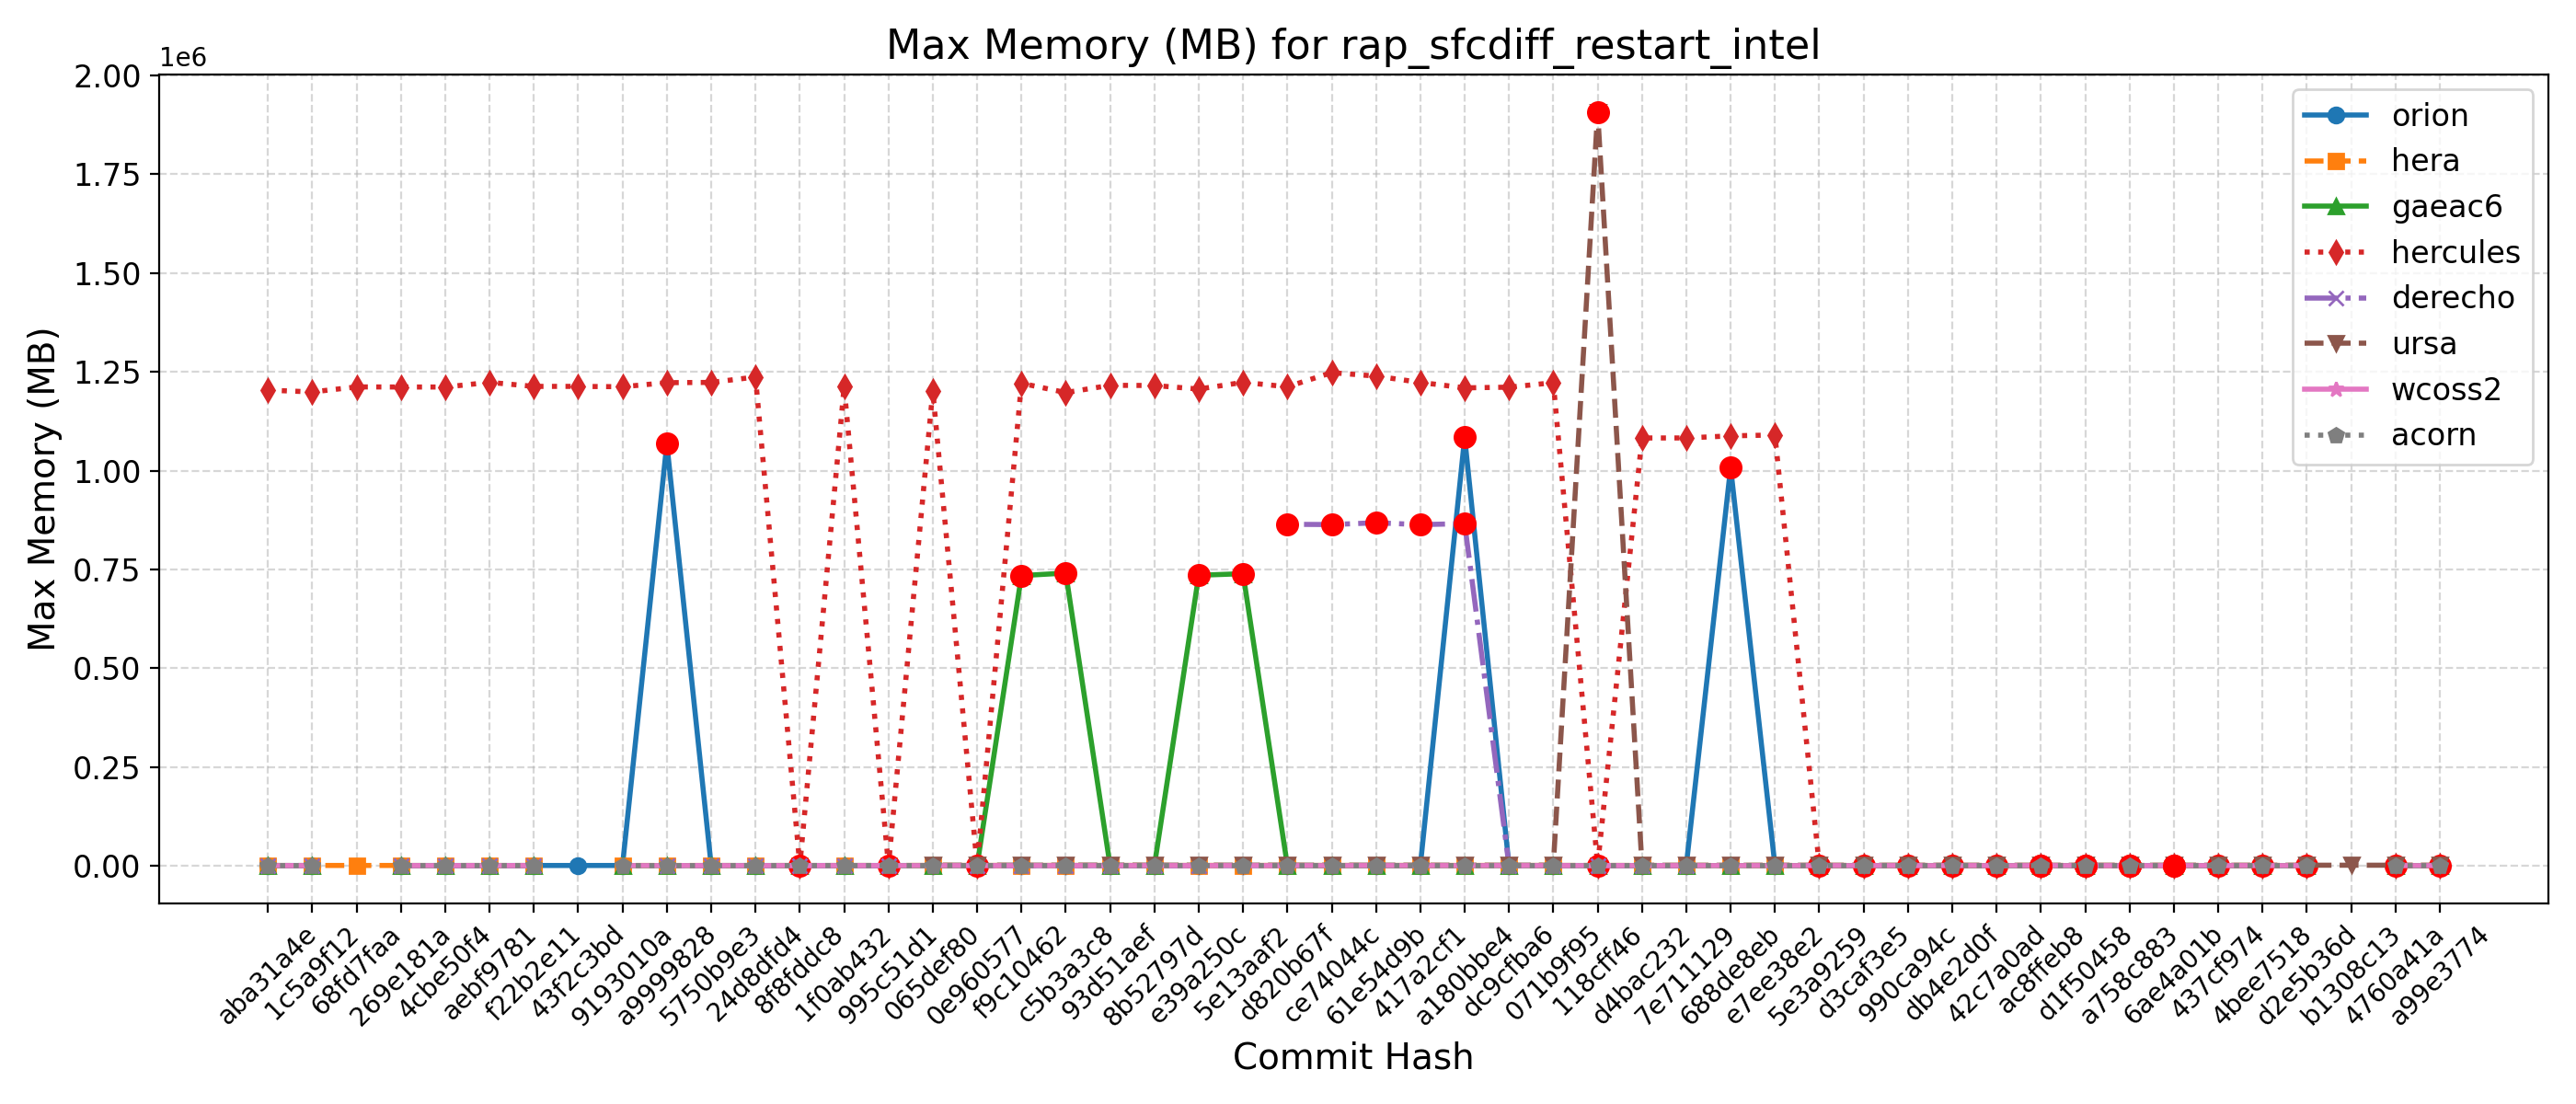 Max Memory (MB) for rap_sfcdiff_restart_intel
1e6
2.00
1.75
1.50
1.25
1.00
0.75
0.50
0.25
0.00
Max Memory (MB)
orion
hera
gaeac6
hercules
derecho
ursa
wcoss2
acorn
aba31a4e
1c5a9f12
68fd7faa
269e181a
4cbe50f4
aebf9781
f22b2e11
43f2c3bd
9193010a
a9999828
5750b9e3
24d8dfd4
8f8fddc8
1f0ab432
995c51d1
065def80
0e960577
f9c10462
c5b3a3c8
93d51aef
8b52797d
e39a250c
5e13aaf2
d820b67f
ce74044c
61e54d9b
417a2cf1
a180bbe4
dc9cfba6
071b9f95
118cff46
d4bac232
7e711129
688de8eb
e7ee38e2
5e3a9259
d3caf3e5
990ca94c
db4e2d0f
42c7a0ad
ac8ffeb8
d1f50458
a758c883
6ae4a01b
437cf974
4bee7518
d2e5b36d
b1308c13
4760a41a
a99e3774
Commit Hash